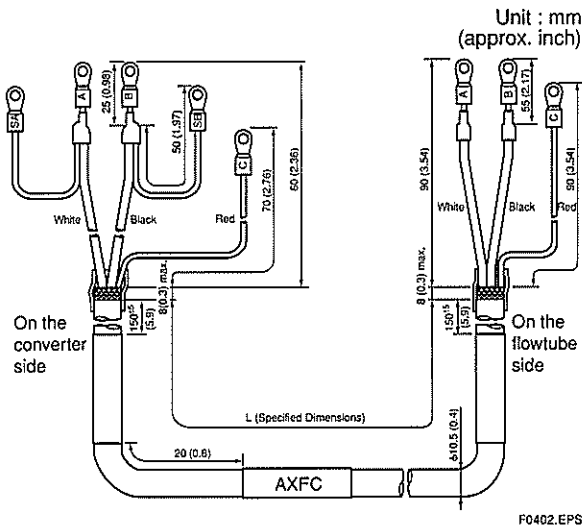 Unit : mm
(approx. inch)
SA
A
B
SB
C
25 (0.98)
50 (1.97)
70 (2.76)
60 (2.36)
White
Black
Red
8(0.3) max.
150¹⁵
(5.9)
On the
converter
side
A
B
C
90 (3.54)
55 (2.17)
90 (3.54)
White
Black
Red
8 (0.3) max.
150¹⁵
(5.9)
On the
flowtube
side
L (Specified Dimensions)
20 (0.8)
AXFC
ϕ10.5 (0.4)
F0402.EPS